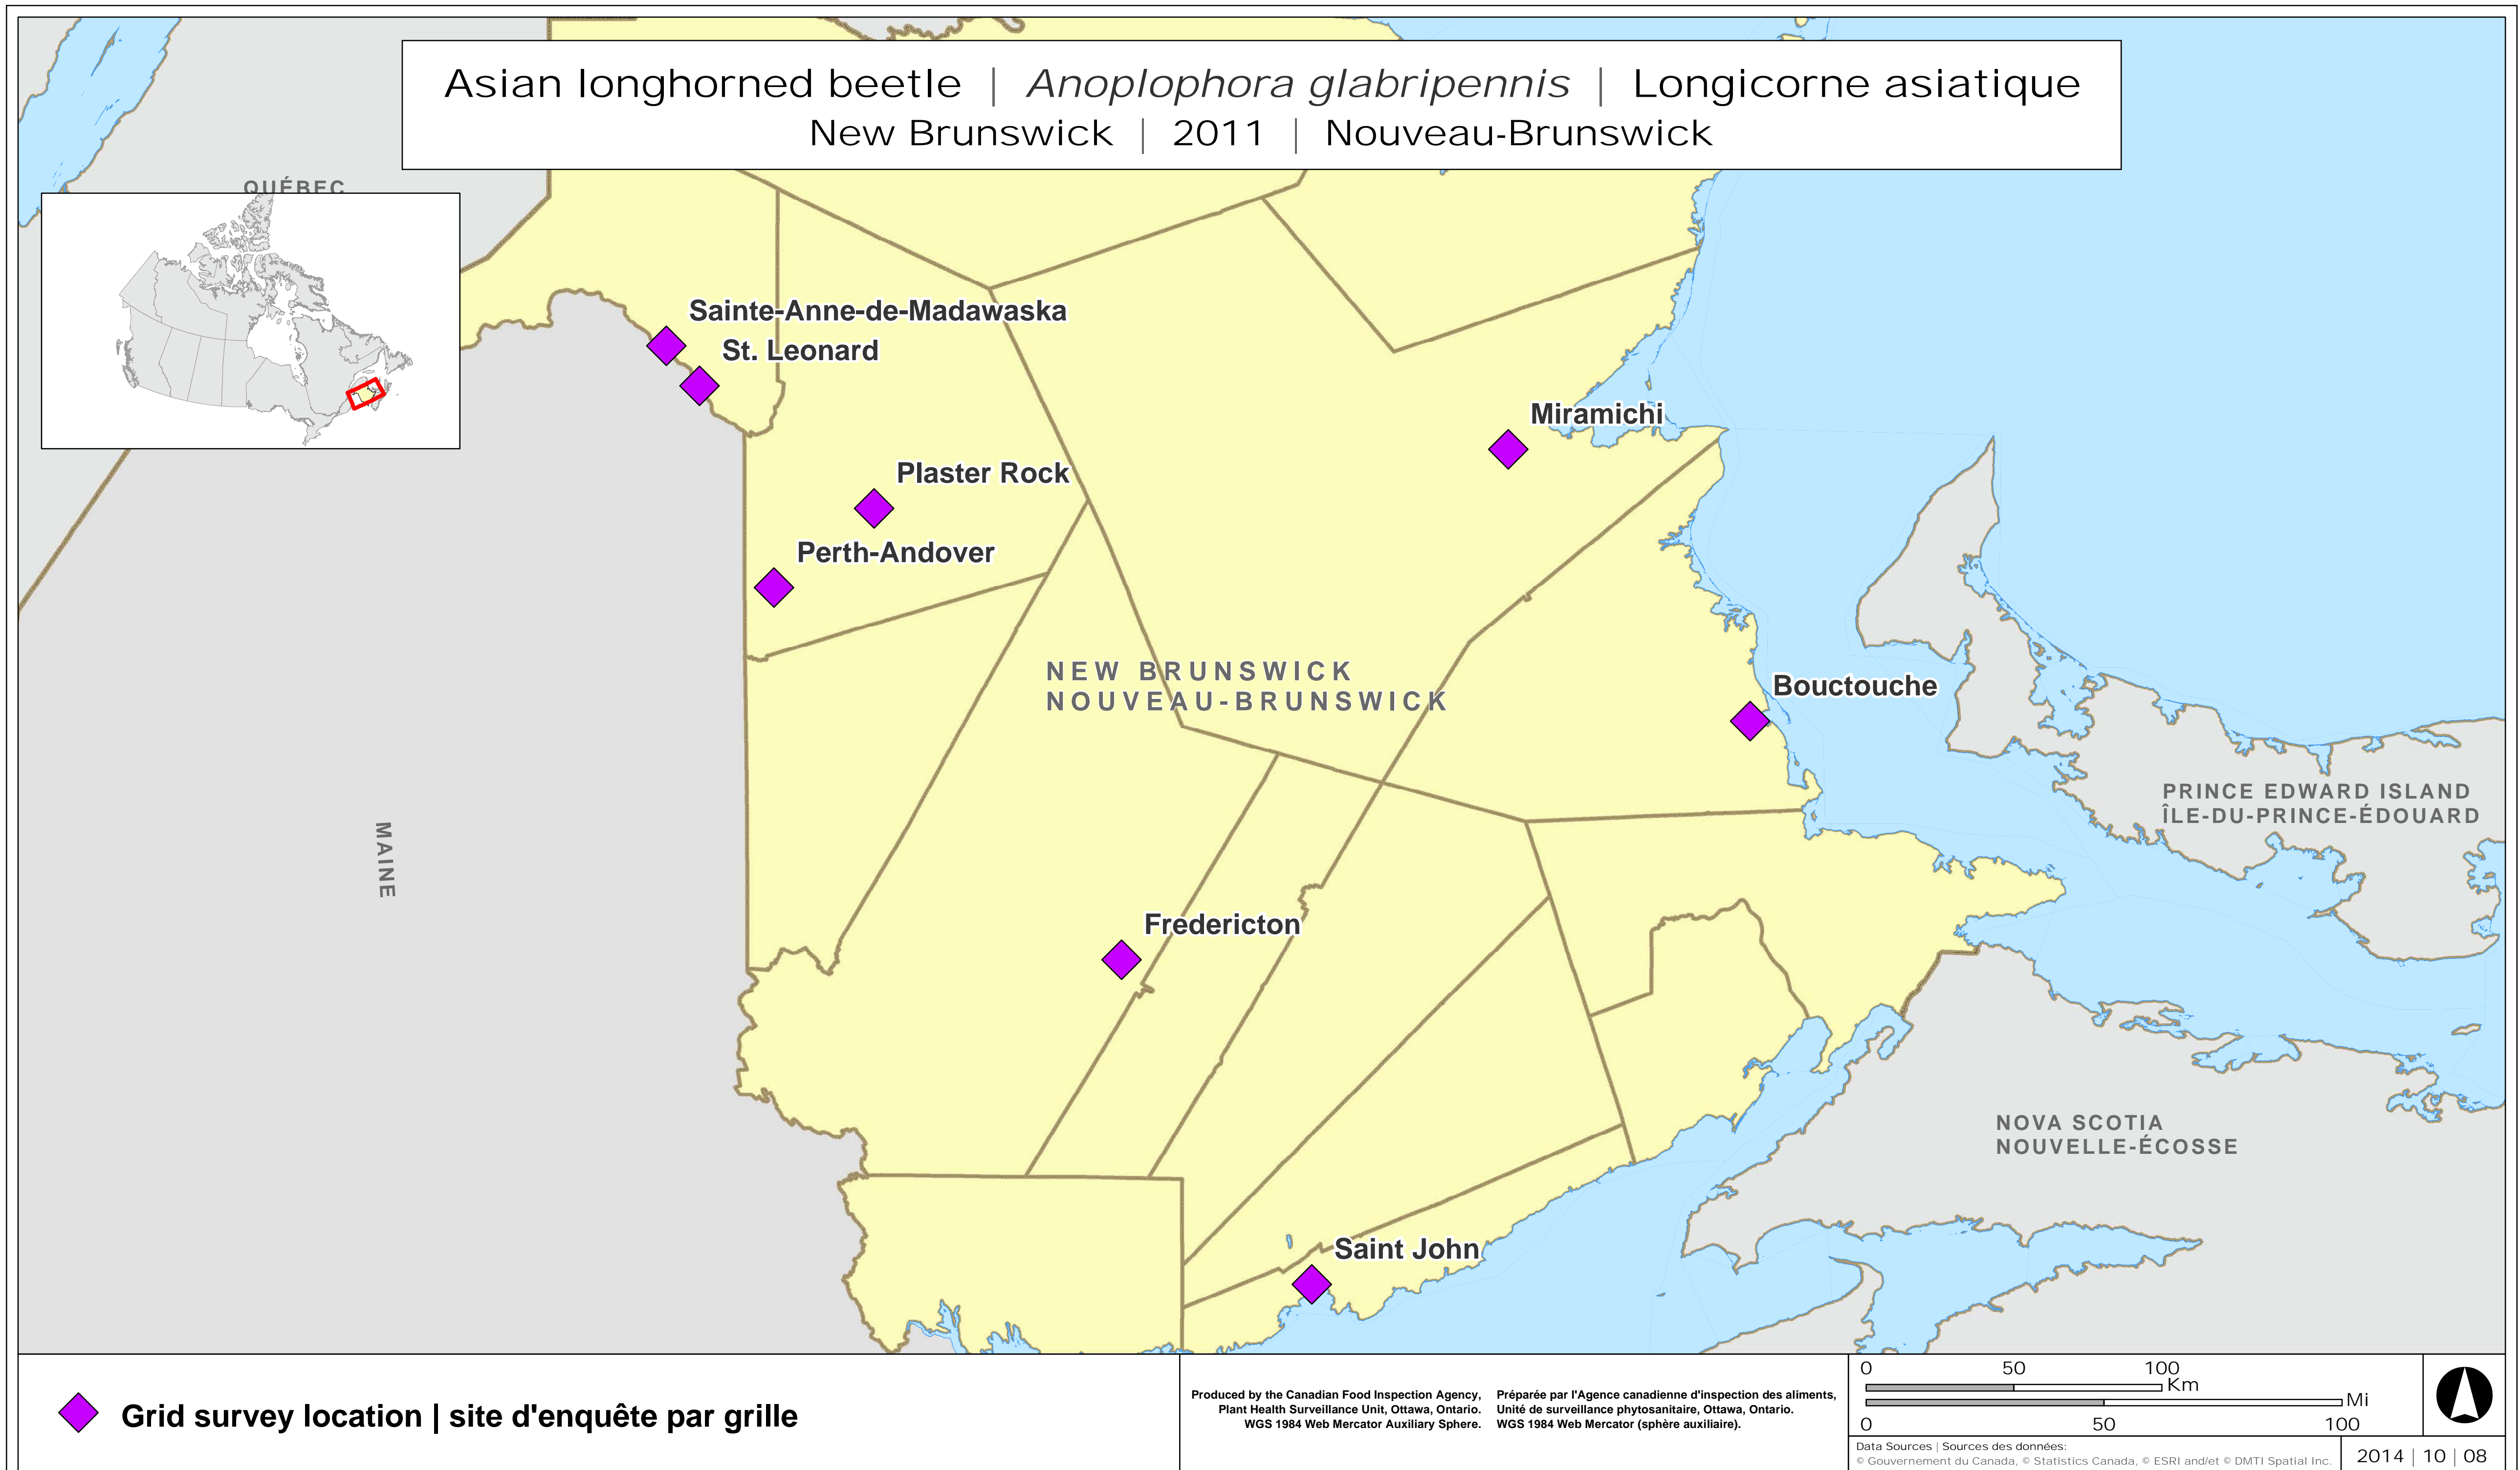 Asian longhorned beetle | Anoplophora glabripennis | Longicorne asiatique
New Brunswick | 2011 | Nouveau-Brunswick
QUÉBEC
Sainte-Anne-de-Madawaska
St. Leonard
Miramichi
Plaster Rock
Perth-Andover
NEW BRUNSWICK
NOUVEAU-BRUNSWICK
Bouctouche
PRINCE EDWARD ISLAND
ÎLE-DU-PRINCE-ÉDOUARD
MAINE
Fredericton
NOVA SCOTIA
NOUVELLE-ÉCOSSE
Saint John
Grid survey location | site d'enquête par grille
Produced by the Canadian Food Inspection Agency,
Plant Health Surveillance Unit, Ottawa, Ontario.
WGS 1984 Web Mercator Auxiliary Sphere.
Préparée par l'Agence canadienne d'inspection des aliments,
Unité de surveillance phytosanitaire, Ottawa, Ontario.
WGS 1984 Web Mercator (sphère auxiliaire).
0 50 100
Km
Mi
0 50 100
Data Sources | Sources des données:
© Gouvernement du Canada, © Statistics Canada, © ESRI and/et © DMTI Spatial Inc.
2014 | 10 | 08